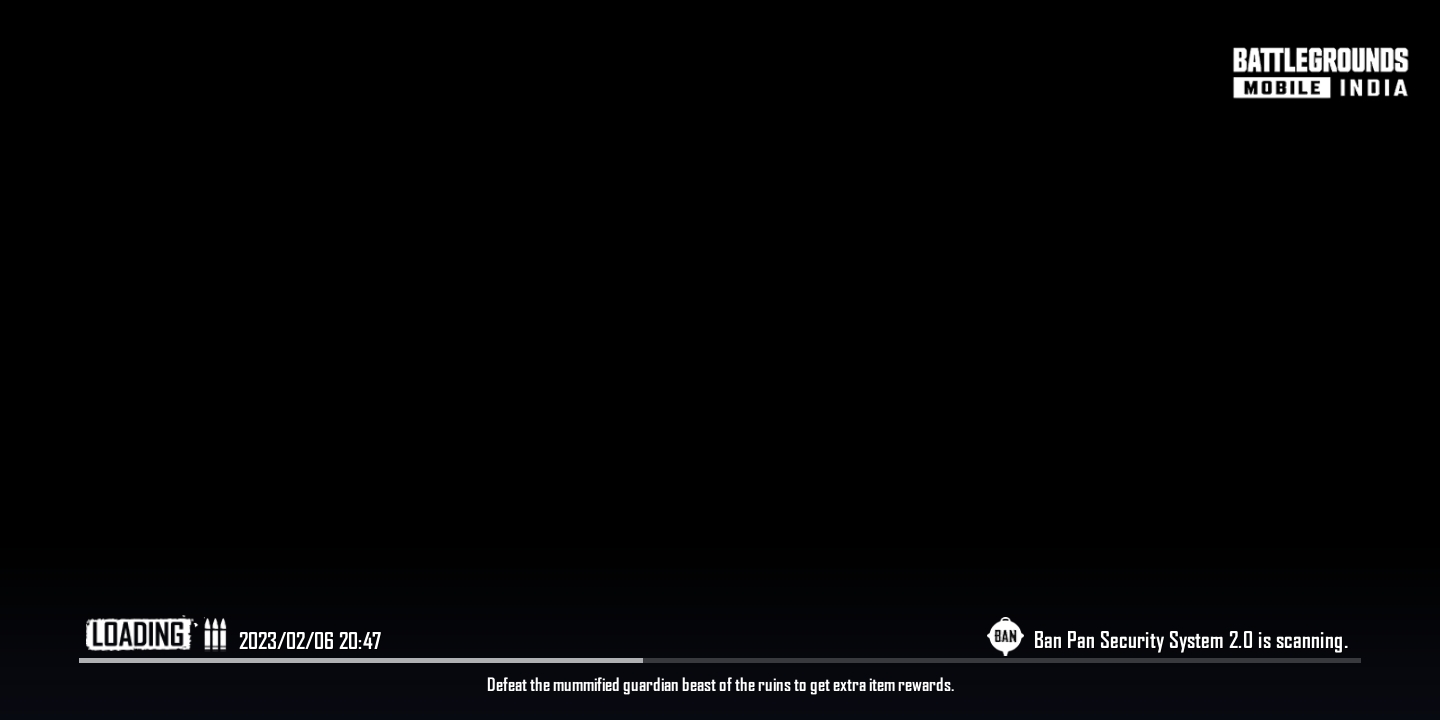 BATTLEGROUNDS
MOBILE INDIA
LOADING 2023/02/06 20:47
BAN Ban Pan Security System 2.0 is scanning.
Defeat the mummified guardian beast of the ruins to get extra item rewards.